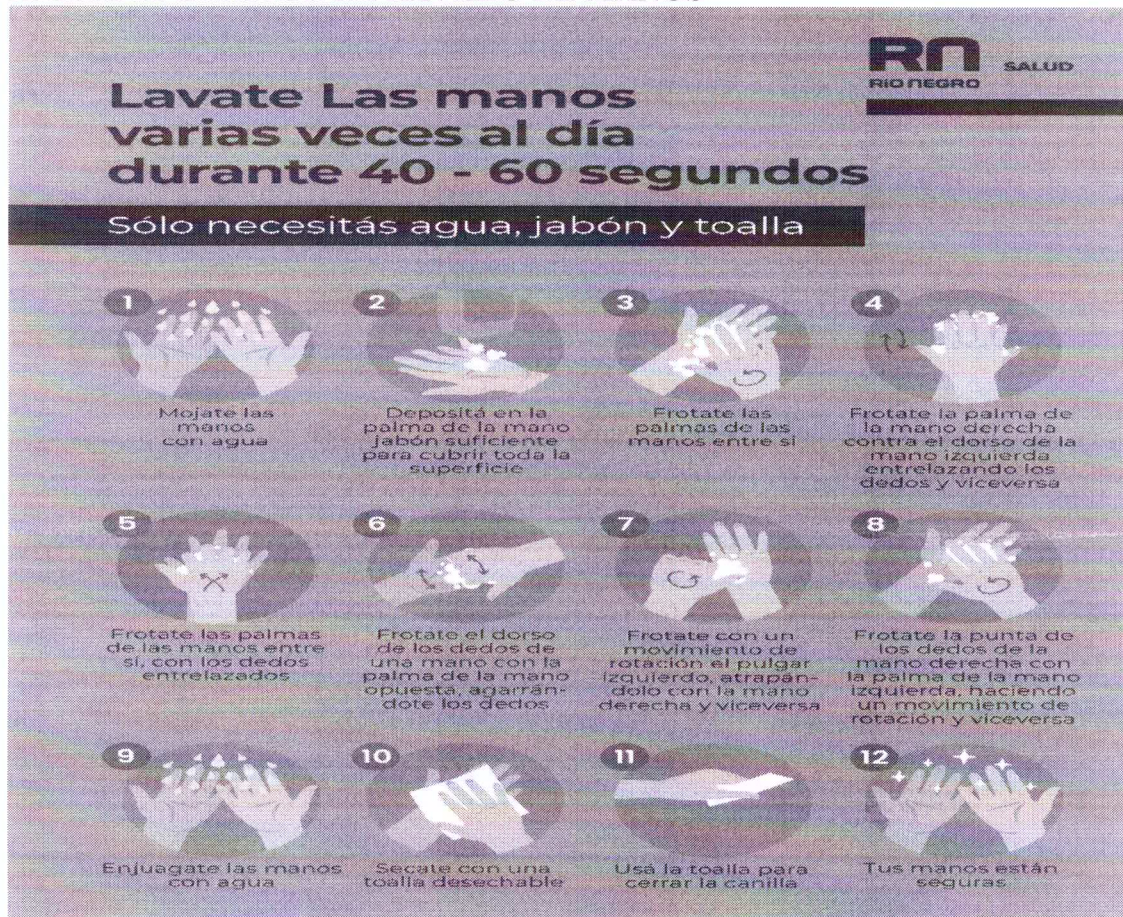 RN SALUD
RIO NEGRO
Lavate Las manos
varias veces al día
durante 40 - 60 segundos
Sólo necesitás agua, jabón y toalla
1
Mojate las
manos
con agua
2
Depositá en la
palma de la mano
jabón suficiente
para cubrir toda la
superficie
3
Frotate las
palmas de las
manos entre si
4
Frotate la palma de
la mano derecha
contra el dorso de la
mano izquierda
entrelazando los
dedos y viceversa
5
Frotate las palmas
de las manos entre
sí, con los dedos
entrelazados
6
Frotate el dorso
de los dedos de
una mano con la
palma de la mano
opuesta, agarrán-
dote los dedos
7
Frotate con un
movimiento de
rotación el pulgar
izquierdo, atrapán-
dolo con la mano
derecha y viceversa
8
Frotate la punta de
los dedos de la
mano derecha con
la palma de la mano
izquierda, haciendo
un movimiento de
rotación y viceversa
9
Enjuagate las manos
con agua
10
Secate con una
toalla desechable
11
Usá la toalla para
cerrar la canilla
12
Tus manos están
seguras